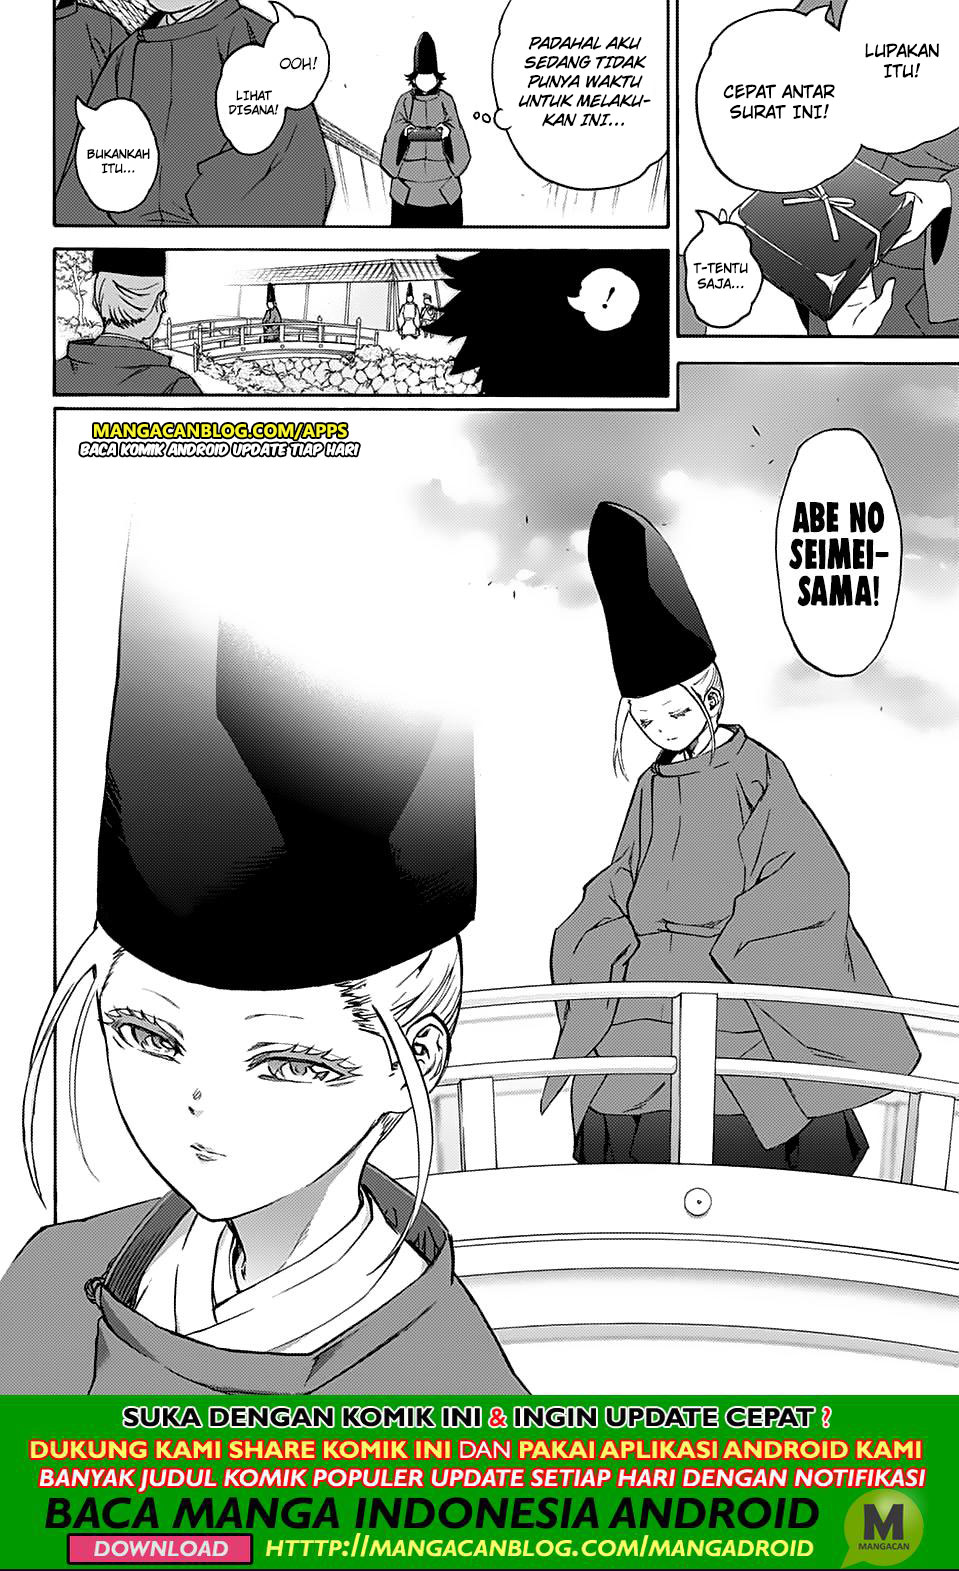 LUPAKAN
ITU!
CEPAT ANTAR
SURAT INI!
T-TENTU
SAJA...
PADAHAL AKU
SEDANG TIDAK
PUNYA WAKTU
UNTUK MELAKU-
KAN INI...
OOH!
LIHAT
DISANA!
BUKANKAH
ITU...
!
MANGACANBLOG.COM/APPS
BACA KOMIK ANDROID UPDATE TIAP HARI
ABE NO
SEIMEI-
SAMA!
SUKA DENGAN KOMIK INI & INGIN UPDATE CEPAT ?
DUKUNG KAMI SHARE KOMIK INI DAN PAKAI APLIKASI ANDROID KAMI
BANYAK JUDUL KOMIK POPULER UPDATE SETIAP HARI DENGAN NOTIFIKASI
BACA MANGA INDONESIA ANDROID
DOWNLOAD HTTTP://MANGACANBLOG.COM/MANGADROID
M
MANGACAN